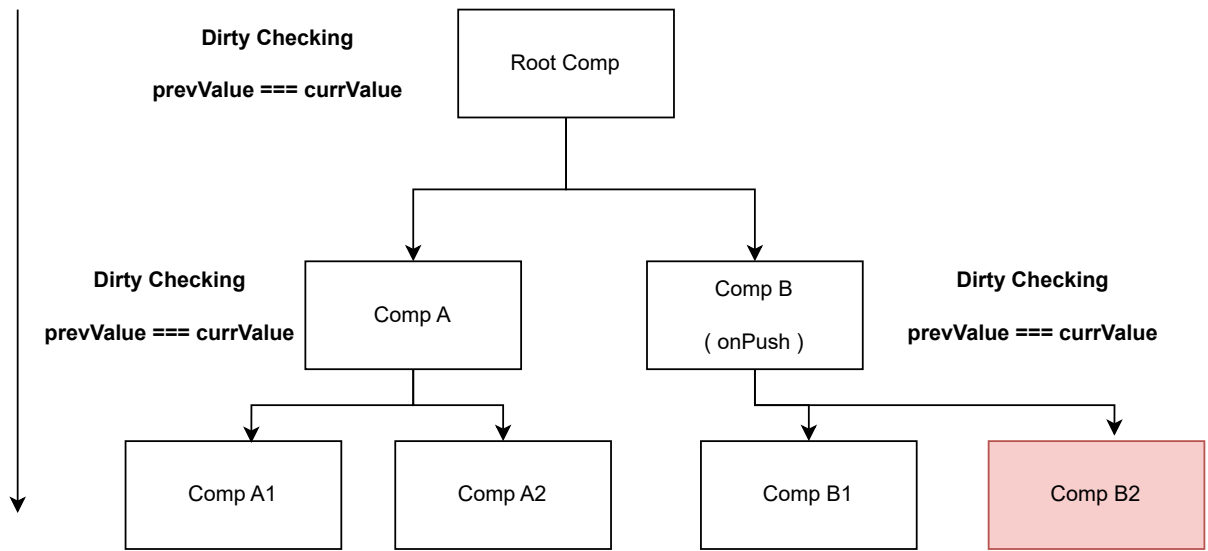 Dirty Checking
prevValue === currValue
Root Comp
Dirty Checking
prevValue === currValue
Comp A
Comp B
( onPush )
Dirty Checking
prevValue === currValue
Comp A1
Comp A2
Comp B1
Comp B2